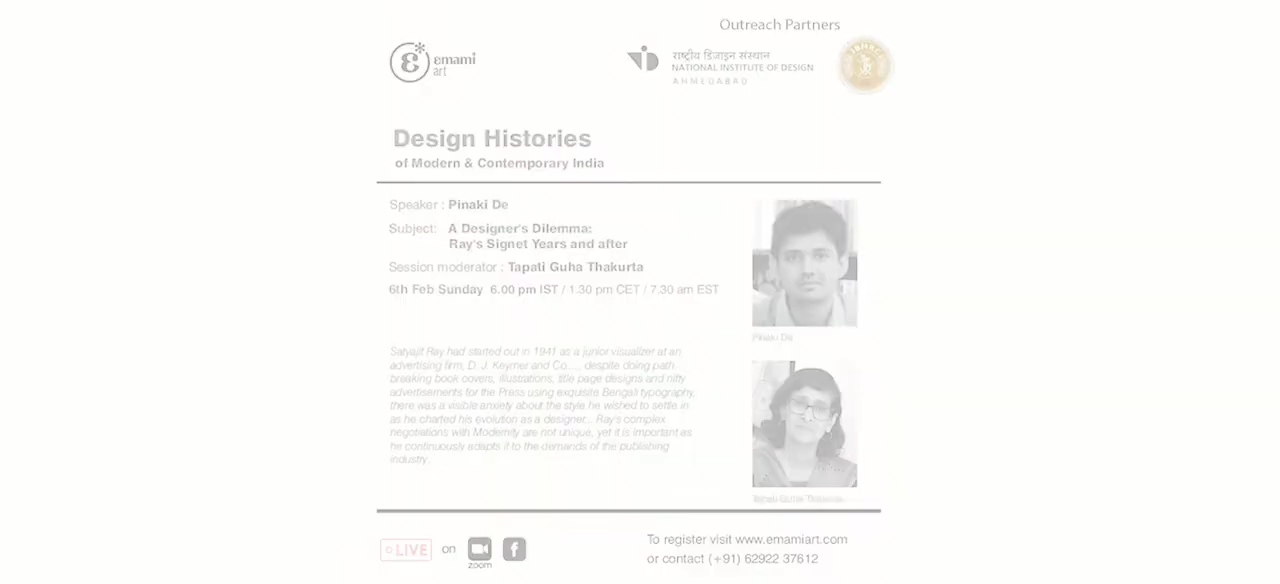 Outreach Partners
emami
art
राष्ट्रीय डिजाइन संस्थान
NATIONAL INSTITUTE OF DESIGN
AHMEDABAD
Design Histories
of Modern & Contemporary India
Speaker : Pinaki De
Subject: A Designer's Dilemma:
Ray's Signet Years and after
Session moderator : Tapati Guha Thakurta
6th Feb Sunday 6.00 pm IST / 1.30 pm CET / 7.30 am EST
Pinaki De
Satyajit Ray had started out in 1941 as a junior visualizer at an
advertising firm, D. J. Keymer and Co...., despite doing path
breaking book covers, illustrations, title page designs and nifty
advertisements for the Press using exquisite Bengali typography,
there was a visible anxiety about the style he wished to settle in
as he charted his evolution as a designer... Ray's complex
negotiations with Modernity are not unique, yet it is important as
he continuously adapts it to the demands of the publishing
industry.
Tapati Guha Thakurta
LIVE on zoom f
To register visit www.emamiart.com
or contact (+91) 62922 37612